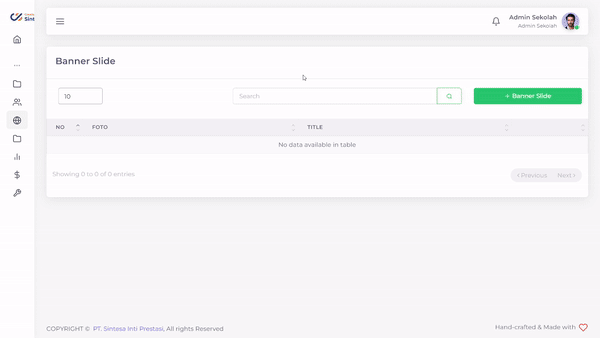 Admin Sekolah
Admin Sekolah
Banner Slide
10
Search
+ Banner Slide
NO
FOTO
TITLE
No data available in table
Showing 0 to 0 of 0 entries
Previous
Next
COPYRIGHT © PT. Sintesa Inti Prestasi, All rights Reserved
Hand-crafted & Made with